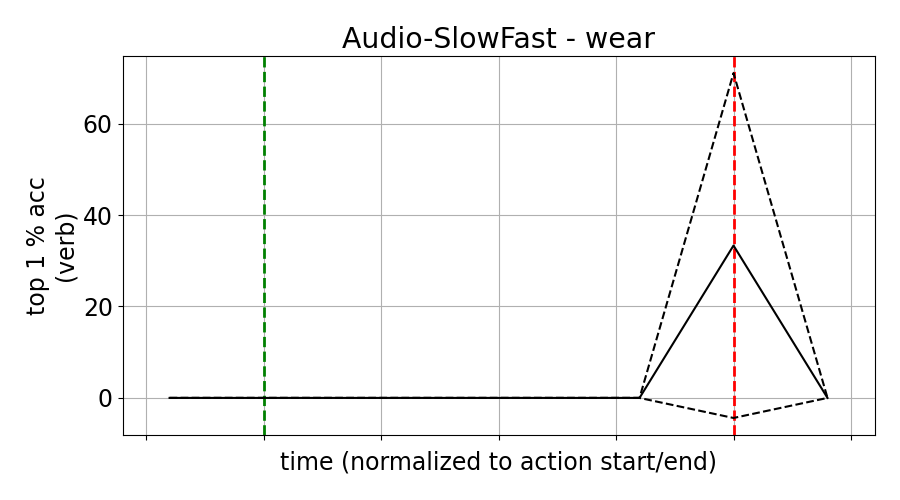 Audio-SlowFast - wear
top 1 % acc
(verb)
60
40
20
0
time (normalized to action start/end)